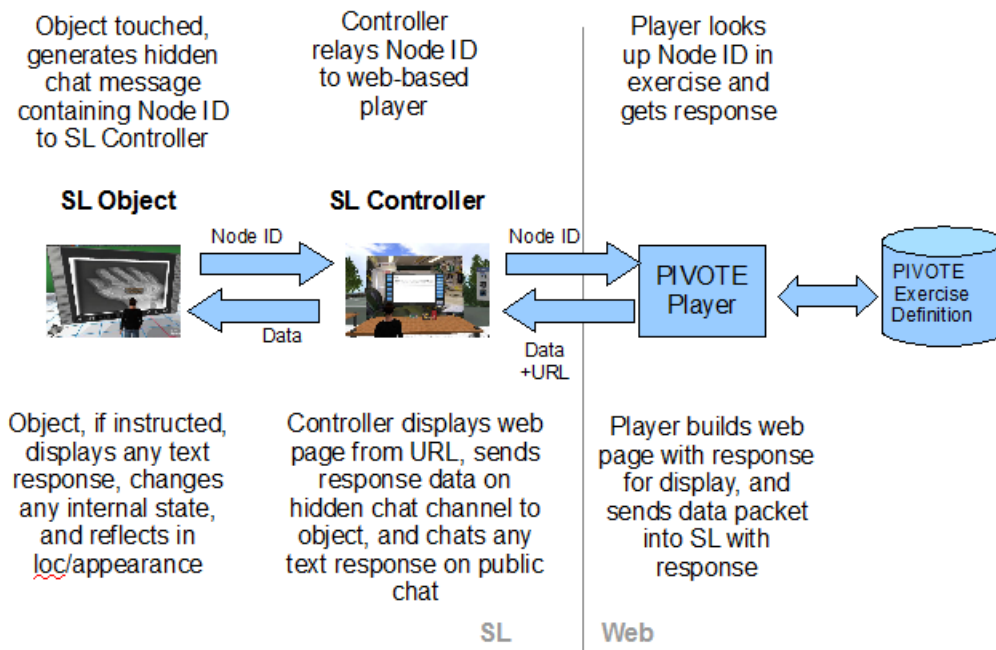 Object touched,
generates hidden
chat message
containing Node ID
to SL Controller
Controller
relays Node ID
to web-based
player
Player looks
up Node ID in
exercise and
gets response
SL Object
SL Controller
Node ID
Data
Node ID
Data
+URL
PIVOTE
Player
PIVOTE
Exercise
Definition
Object, if instructed,
displays any text
response, changes
any internal state,
and reflects in
loc/appearance
Controller displays web
page from URL, sends
response data on
hidden chat channel to
object, and chats any
text response on public
chat
Player builds web
page with response
for display, and
sends data packet
into SL with
response
SL
Web